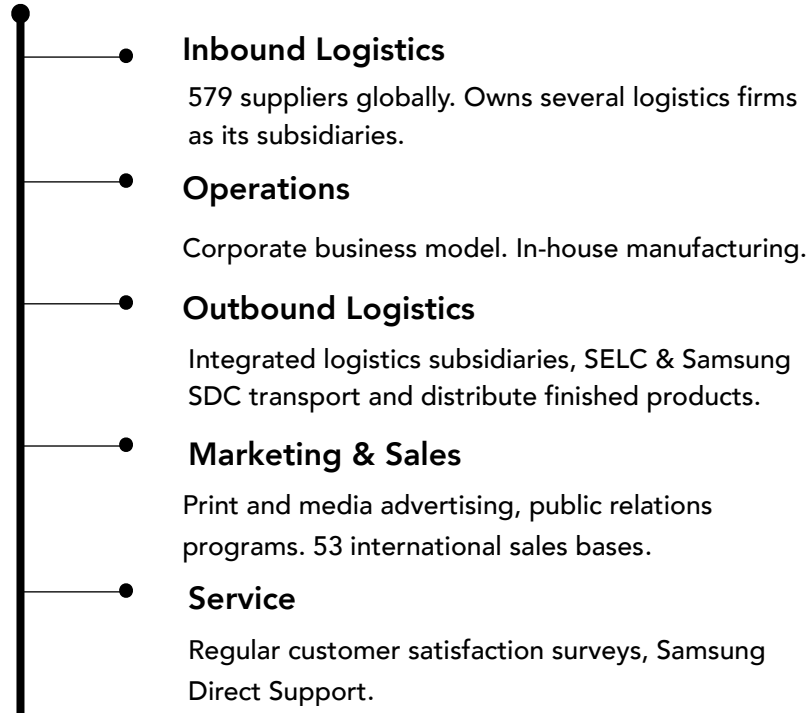 Inbound Logistics
579 suppliers globally. Owns several logistics firms
as its subsidiaries.
Operations
Corporate business model. In-house manufacturing.
Outbound Logistics
Integrated logistics subsidiaries, SELC & Samsung
SDC transport and distribute finished products.
Marketing & Sales
Print and media advertising, public relations
programs. 53 international sales bases.
Service
Regular customer satisfaction surveys, Samsung
Direct Support.